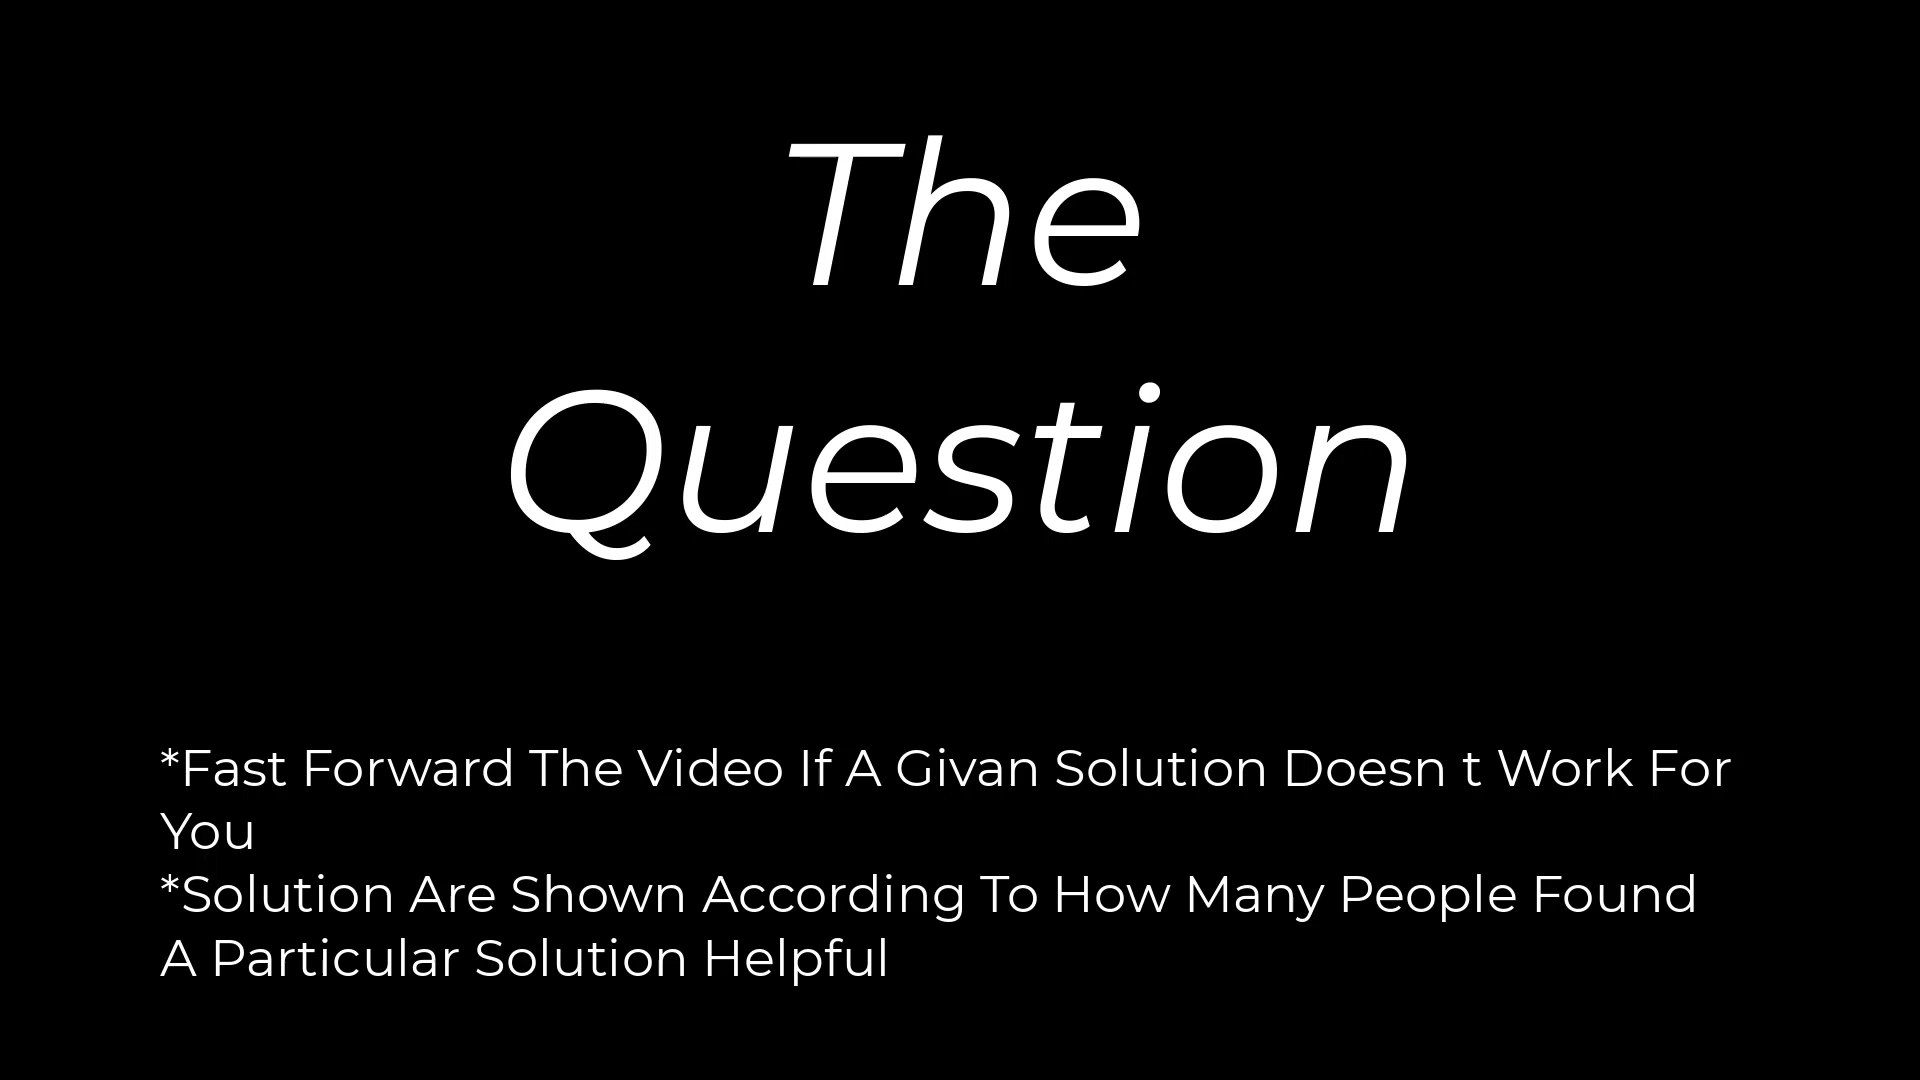 The
Question
*Fast Forward The Video If A Givan Solution Doesn t Work For
You
*Solution Are Shown According To How Many People Found
A Particular Solution Helpful